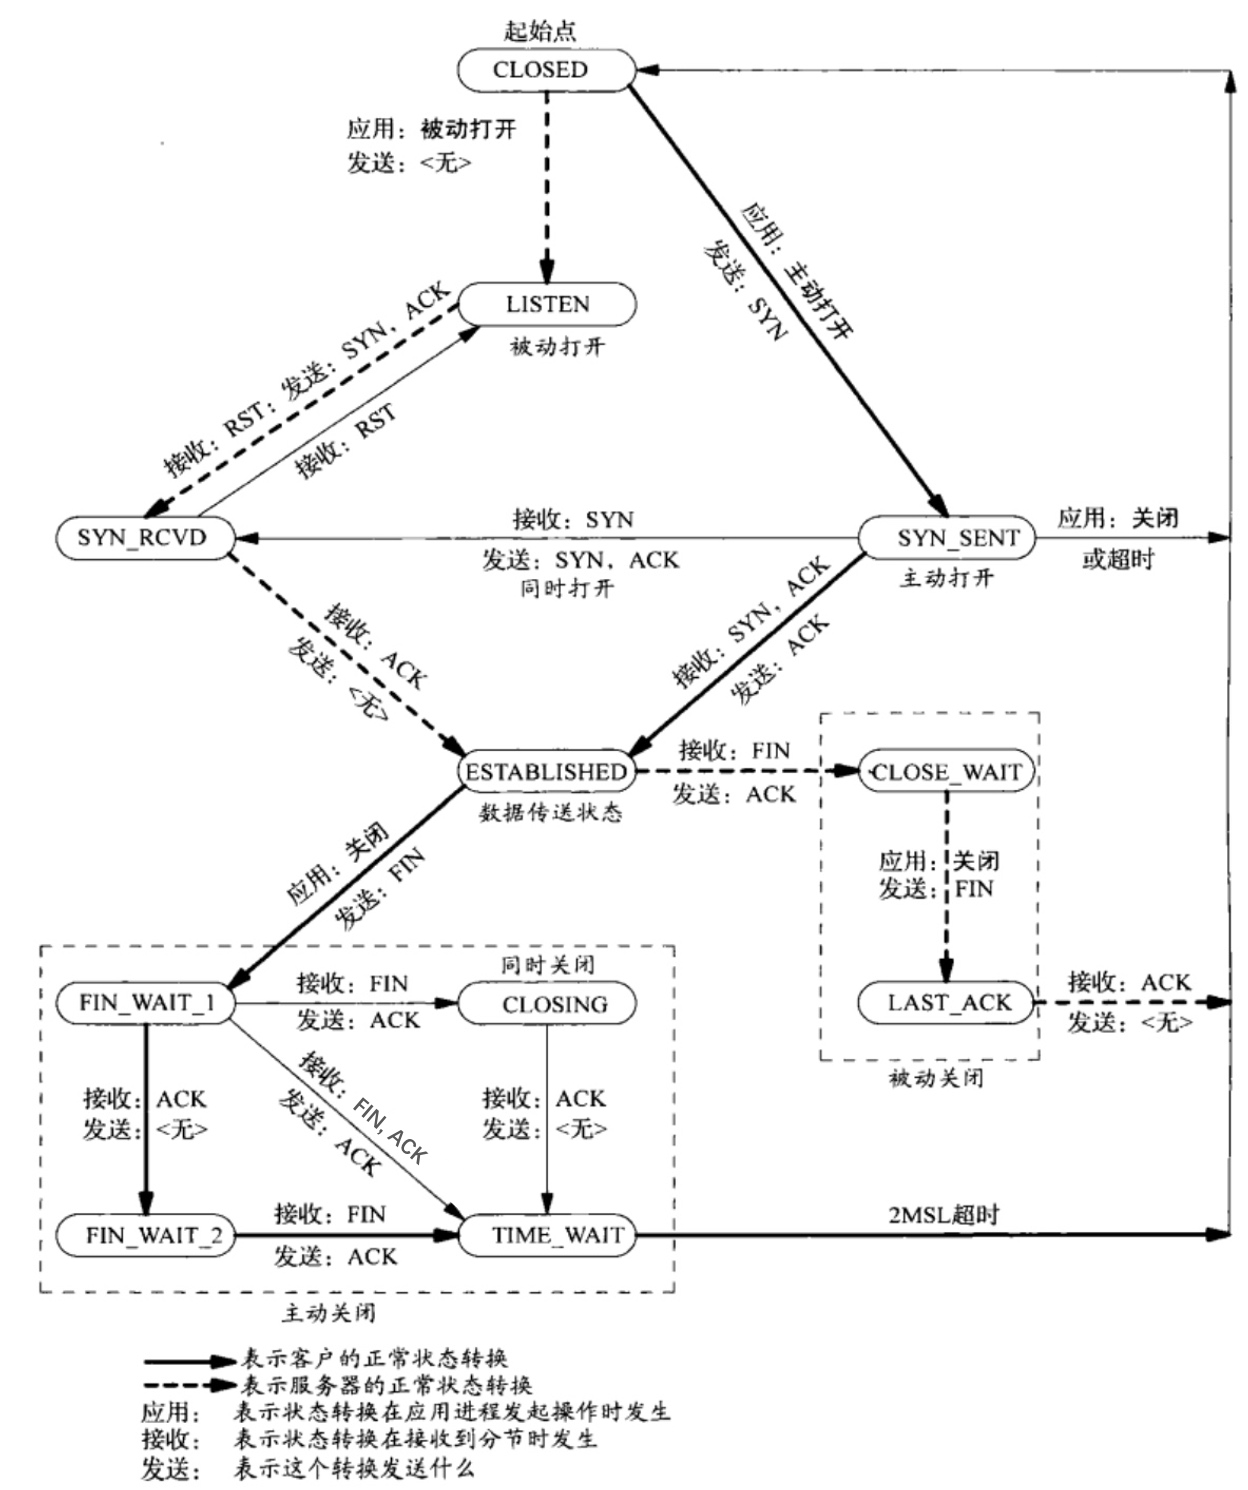 起始点
CLOSED
应用：被动打开
发送：<无>
应用：主动打开
发送：SYN
LISTEN
被动打开
接收：RST；发送：SYN，ACK
接收：RST
SYN_RCVD
接收：SYN
发送：SYN，ACK
同时打开
SYN_SENT
主动打开
应用：关闭
或超时
接收：ACK
发送：<无>
接收：SYN，ACK
发送：ACK
ESTABLISHED
数据传送状态
接收：FIN
发送：ACK
CLOSE_WAIT
应用：关闭
发送：FIN
应用：关闭
发送：FIN
LAST_ACK
接收：ACK
发送：<无>
被动关闭
同时关闭
FIN_WAIT_1
接收：FIN
发送：ACK
CLOSING
接收：ACK
发送：<无>
接收：FIN, ACK
发送：ACK
接收：ACK
发送：<无>
FIN_WAIT_2
接收：FIN
发送：ACK
TIME_WAIT
2MSL超时
主动关闭
表示客户的正常状态转换
表示服务器的正常状态转换
应用： 表示状态转换在应用进程发起操作时发生
接收： 表示状态转换在接收到分节时发生
发送： 表示这个转换发送什么